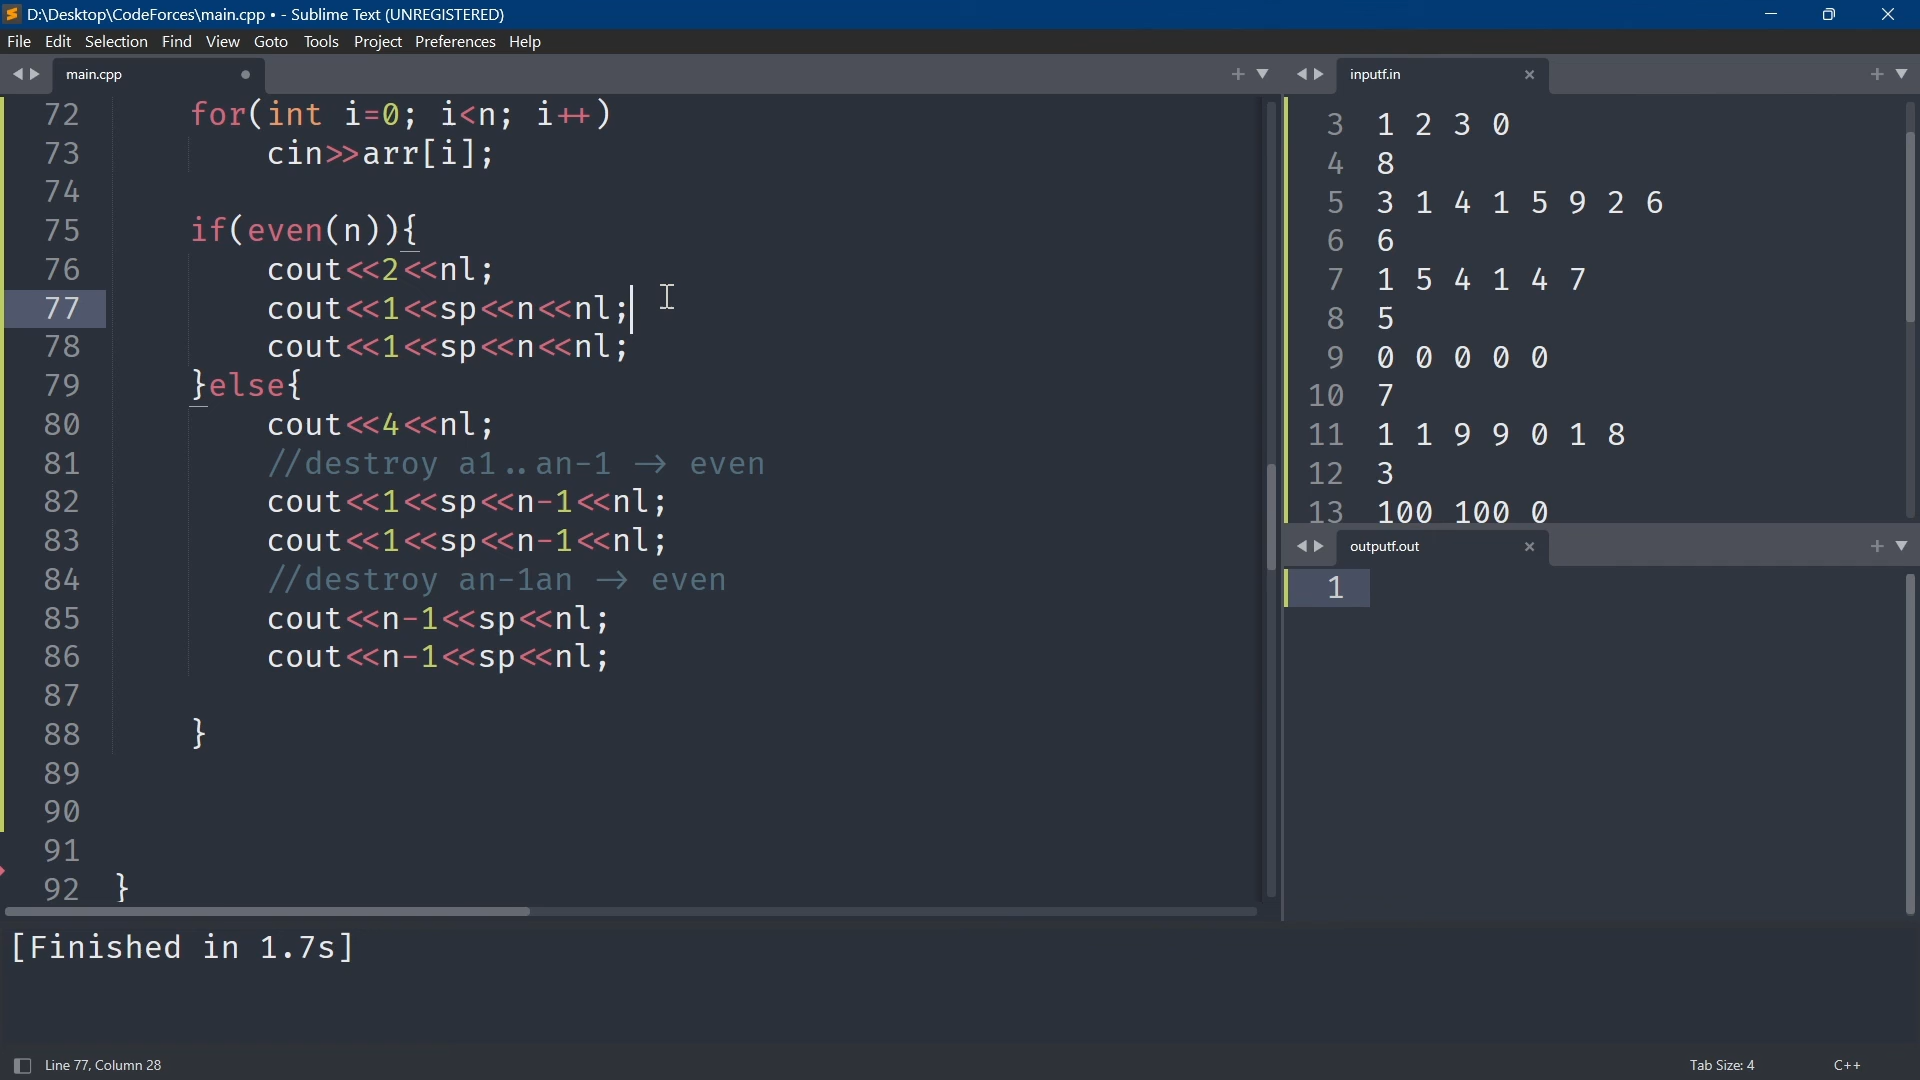 D:\Desktop\CodeForces\main.cpp • - Sublime Text (UNREGISTERED)
File Edit Selection Find View Goto Tools Project Preferences Help
main.cpp
72 for(int i=0; i<n; i++)
73 cin>>arr[i];
74
75 if(even(n)){
76 cout<<2<<nl;
77 cout<<1<<sp<<n<<nl;
78 cout<<1<<sp<<n<<nl;
79 }else{
80 cout<<4<<nl;
81 //destroy a1..an-1 -> even
82 cout<<1<<sp<<n-1<<nl;
83 cout<<1<<sp<<n-1<<nl;
84 //destroy an-1an -> even
85 cout<<n-1<<sp<<nl;
86 cout<<n-1<<sp<<nl;
87
88 }
89
90
91
92 }
inputf.in
3 1 2 3 0
4 8
5 3 1 4 1 5 9 2 6
6 6
7 1 5 4 1 4 7
8 5
9 0 0 0 0 0
10 7
11 1 1 9 9 0 1 8
12 3
13 100 100 0
outputf.out
1
[Finished in 1.7s]
Line 77, Column 28
Tab Size: 4
C++